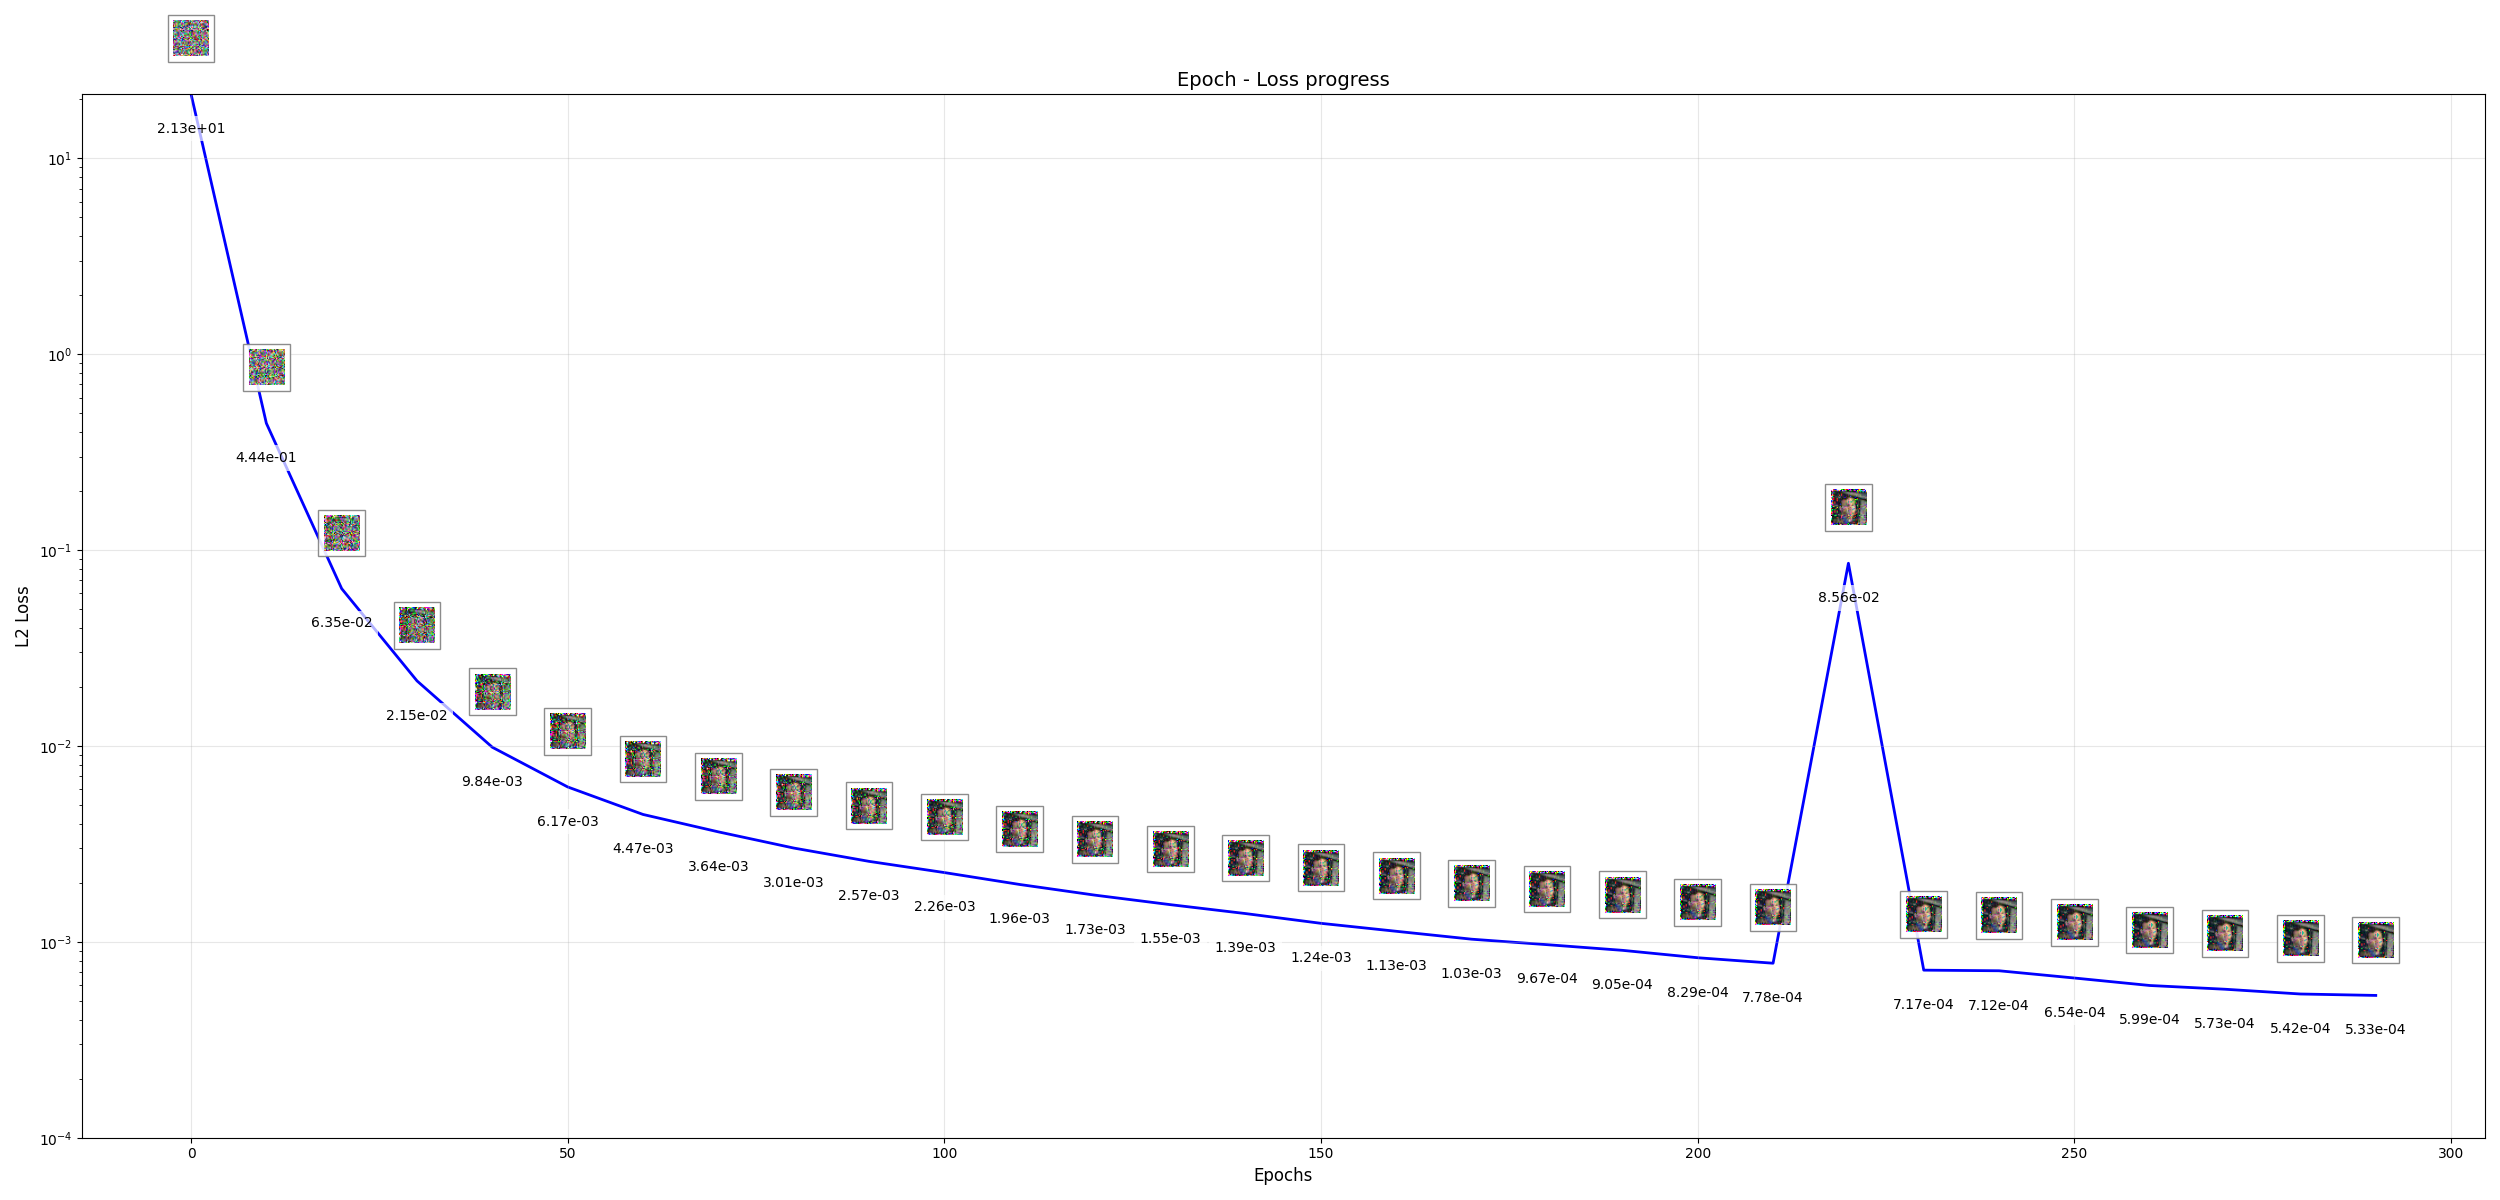 Epoch - Loss progress
2.13e+01
10¹
10⁰
4.44e-01
10⁻¹
8.56e-02
6.35e-02
L2 Loss
2.15e-02
10⁻²
9.84e-03
6.17e-03
4.47e-03
3.64e-03
3.01e-03
2.57e-03
2.26e-03
1.96e-03
1.73e-03
1.55e-03
10⁻³
1.39e-03
1.24e-03
1.13e-03
1.03e-03
9.67e-04
9.05e-04
8.29e-04
7.78e-04
7.17e-04
7.12e-04
6.54e-04
5.99e-04
5.73e-04
5.42e-04
5.33e-04
10⁻⁴
0 50 100 150 200 250 300
Epochs